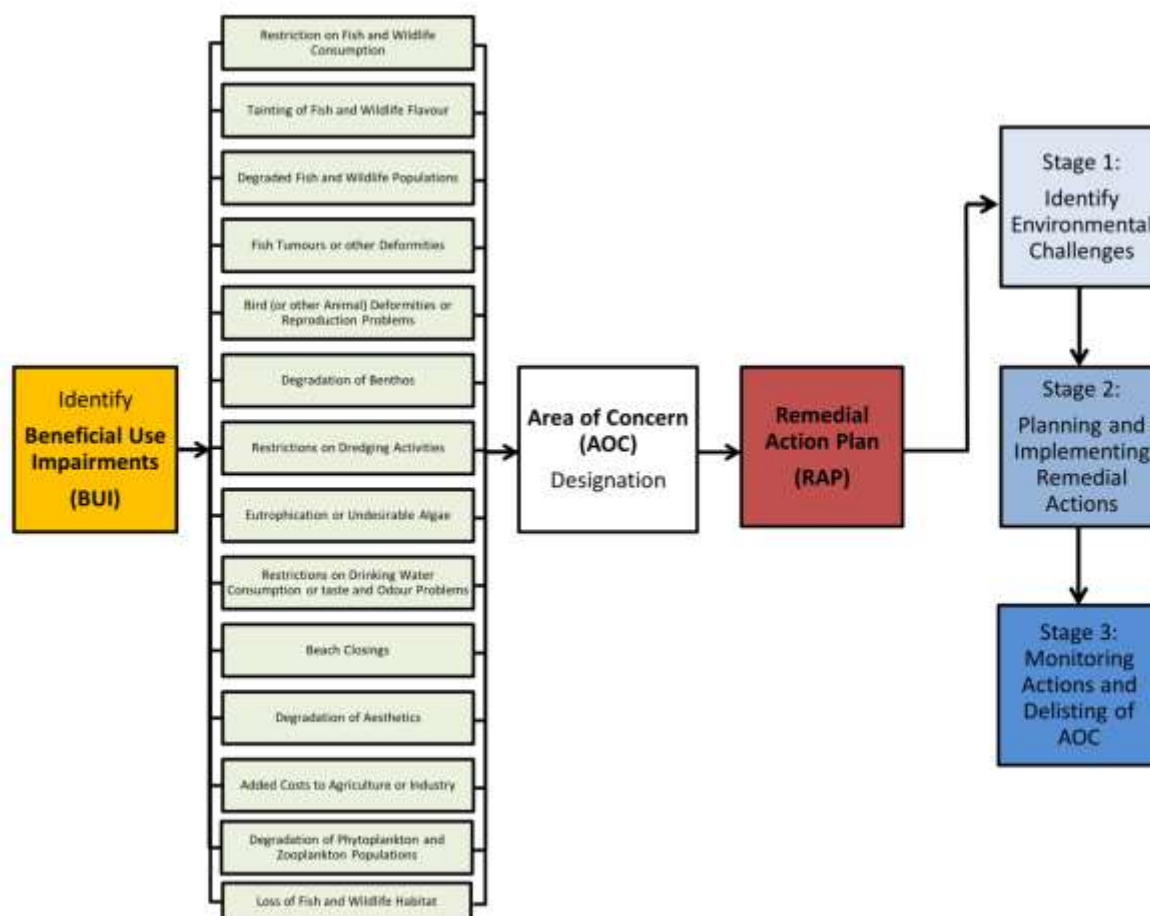 Identify
Beneficial Use
Impairments
(BUI)
Restriction on Fish and Wildlife
Consumption
Tainting of Fish and Wildlife Flavour
Degraded Fish and Wildlife Populations
Fish Tumours or other Deformities
Bird (or other Animal) Deformities or
Reproduction Problems
Degradation of Benthos
Restrictions on Dredging Activities
Eutrophication or Undesirable Algae
Restrictions on Drinking Water
Consumption or taste and Odour Problems
Beach Closings
Degradation of Aesthetics
Added Costs to Agriculture or Industry
Degradation of Phytoplankton and
Zooplankton Populations
Loss of Fish and Wildlife Habitat
Area of Concern
(AOC)
Designation
Remedial
Action Plan
(RAP)
Stage 1:
Identify
Environmental
Challenges
Stage 2:
Planning and
Implementing
Remedial
Actions
Stage 3:
Monitoring
Actions and
Delisting of
AOC